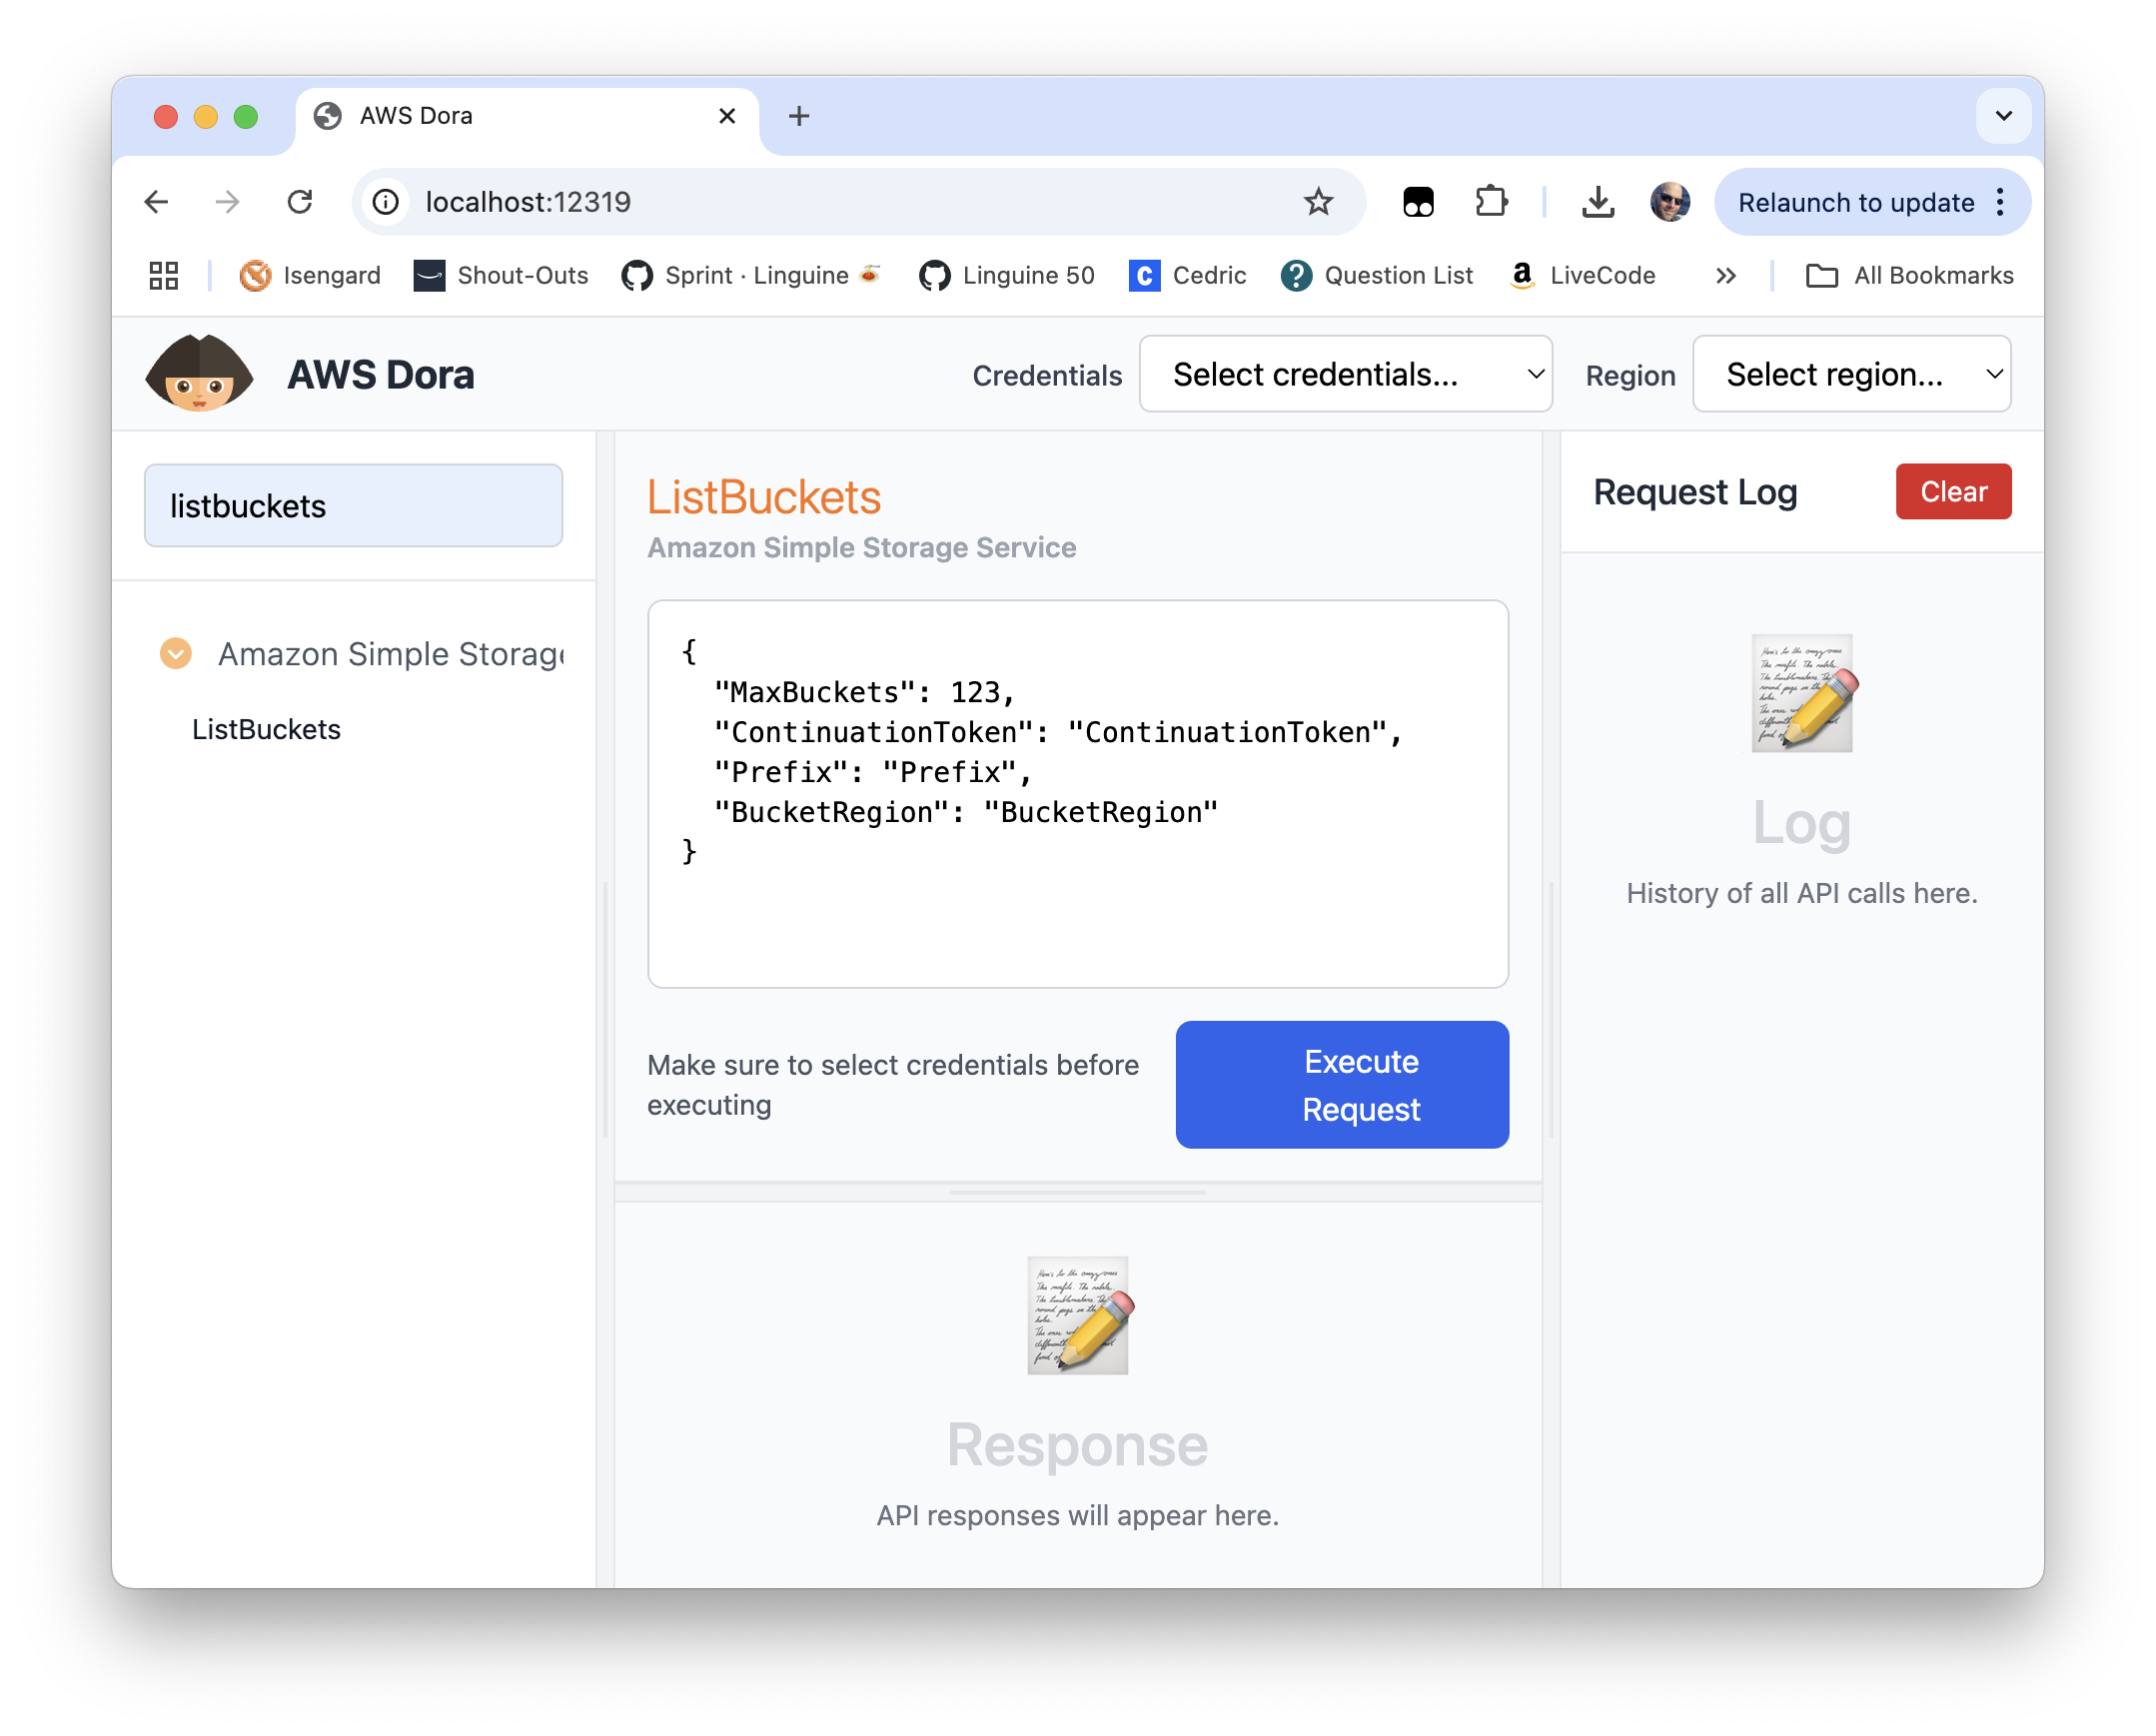 AWS Dora
localhost:12319
Relaunch to update
Isengard
Shout-Outs
Sprint · Linguine
Linguine 50
C Cedric
? Question List
a LiveCode
All Bookmarks
AWS Dora
Credentials
Select credentials...
Region
Select region...
listbuckets
Amazon Simple Storage
ListBuckets
ListBuckets
Amazon Simple Storage Service
{
"MaxBuckets": 123,
"ContinuationToken": "ContinuationToken",
"Prefix": "Prefix",
"BucketRegion": "BucketRegion"
}
Make sure to select credentials before
executing
Execute
Request
Response
API responses will appear here.
Request Log
Clear
Log
History of all API calls here.